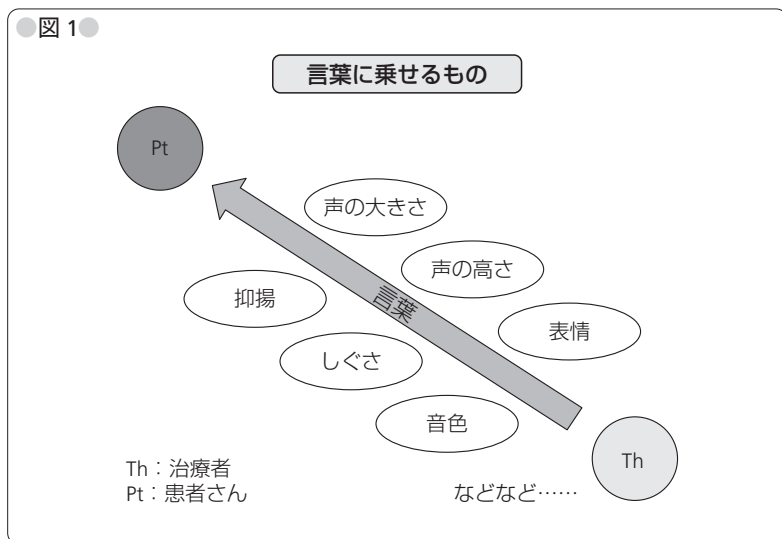 ●図 1●
言葉に乗せるもの
Pt
声の大きさ
声の高さ
抑揚
言葉
表情
しぐさ
音色
Th
Th：治療者
Pt：患者さん
などなど……